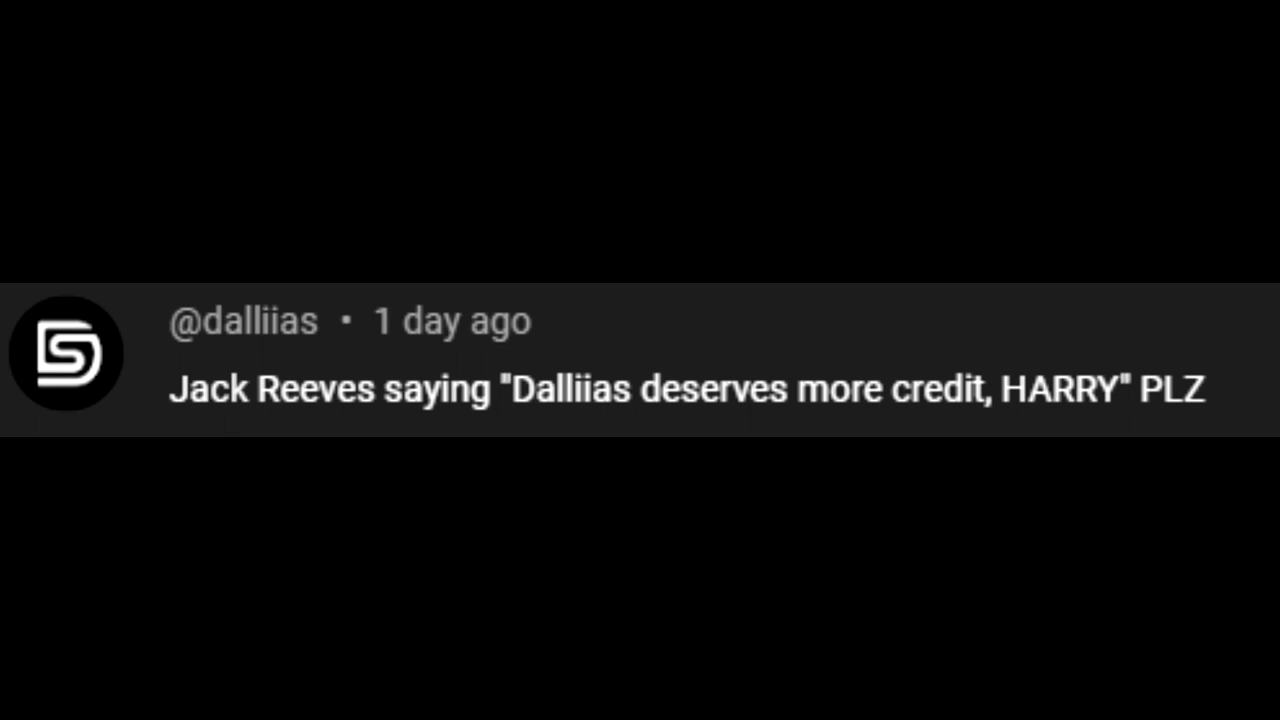 @dalliias • 1 day ago
Jack Reeves saying "Dalliias deserves more credit, HARRY" PLZ